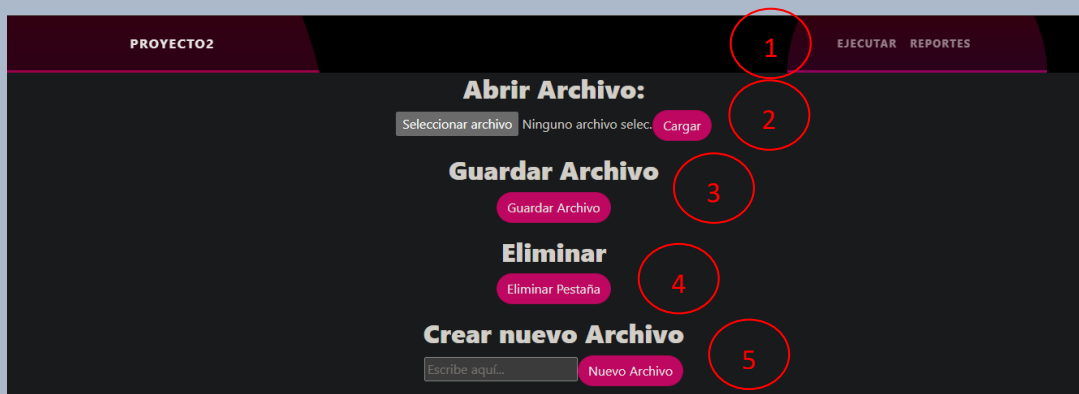 PROYECTO2
1
EJECUTAR REPORTES
Abrir Archivo:
Seleccionar archivo Ninguno archivo selec. Cargar
2
Guardar Archivo
3
Guardar Archivo
Eliminar
4
Eliminar Pestaña
Crear nuevo Archivo
5
Escribe aquí... Nuevo Archivo